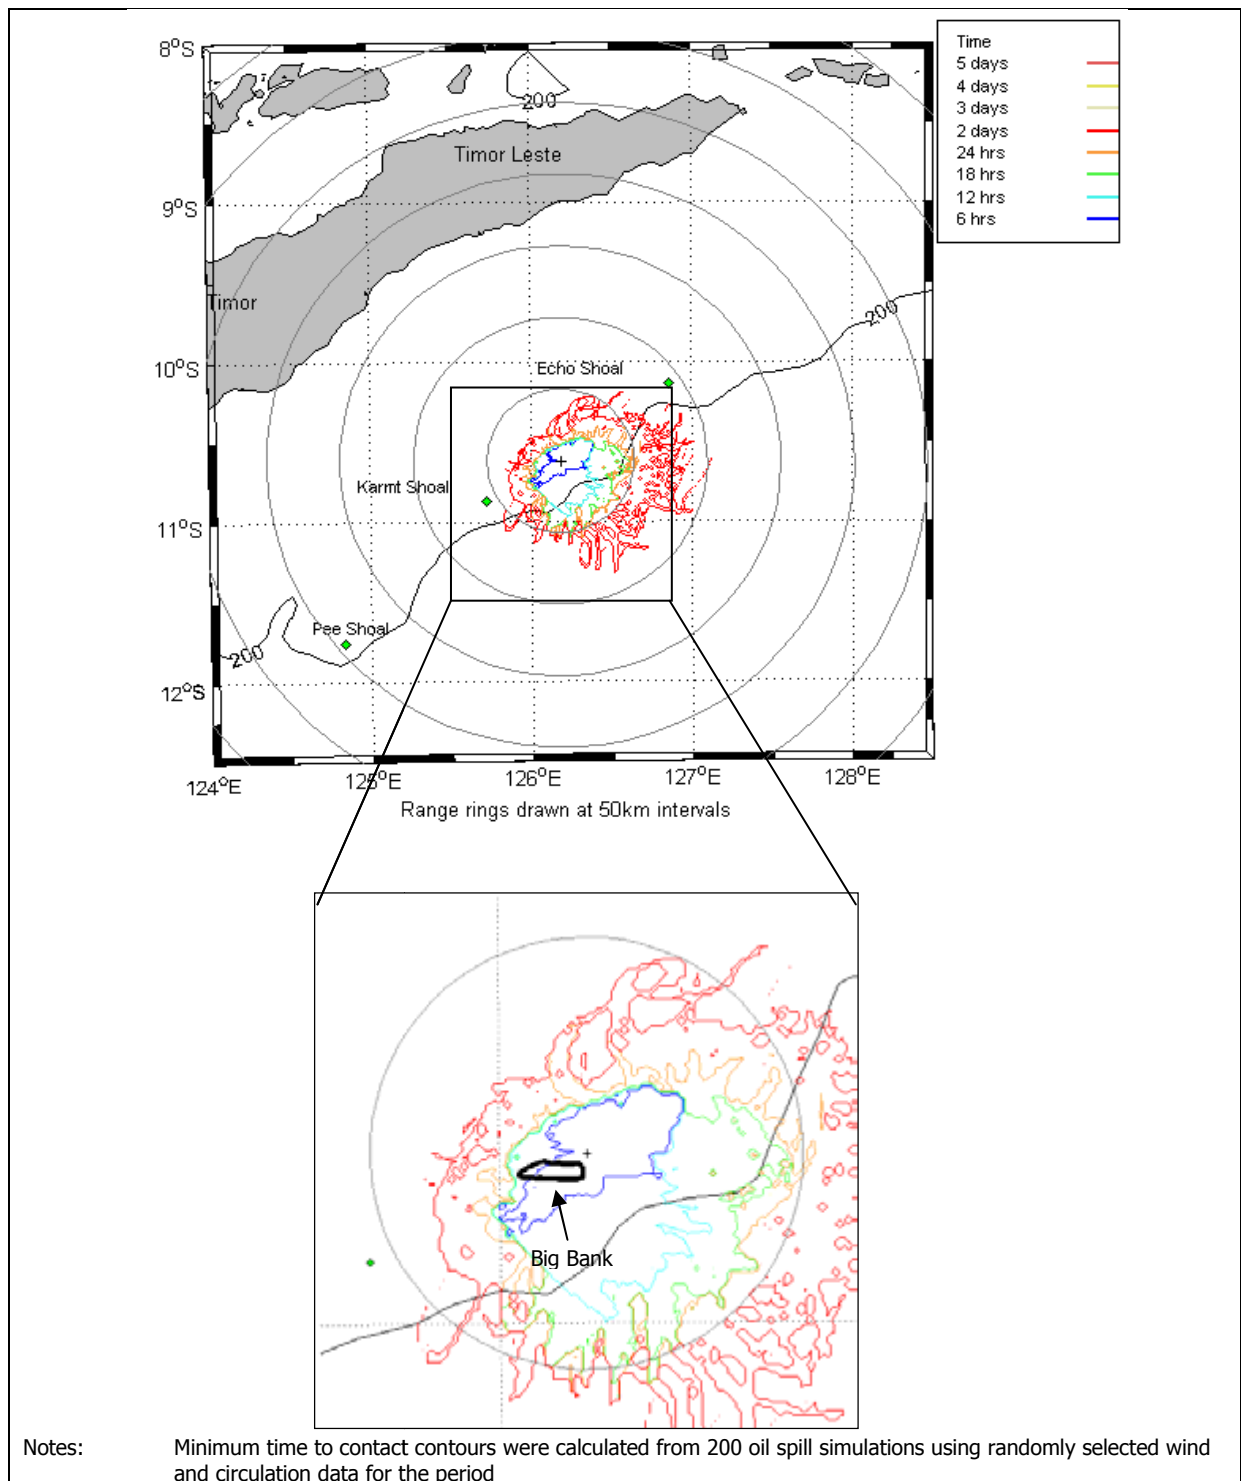 8°S
Time
5 days
4 days
3 days
2 days
24 hrs
18 hrs
12 hrs
6 hrs
200
Timor Leste
9°S
Timor
200
10°S
Echo Shoal
Karmt Shoal
11°S
Pee Shoal
200
12°S
124°E
125°E
126°E
127°E
128°E
Range rings drawn at 50km intervals
Big Bank
Notes: Minimum time to contact contours were calculated from 200 oil spill simulations using randomly selected wind
and circulation data for the period